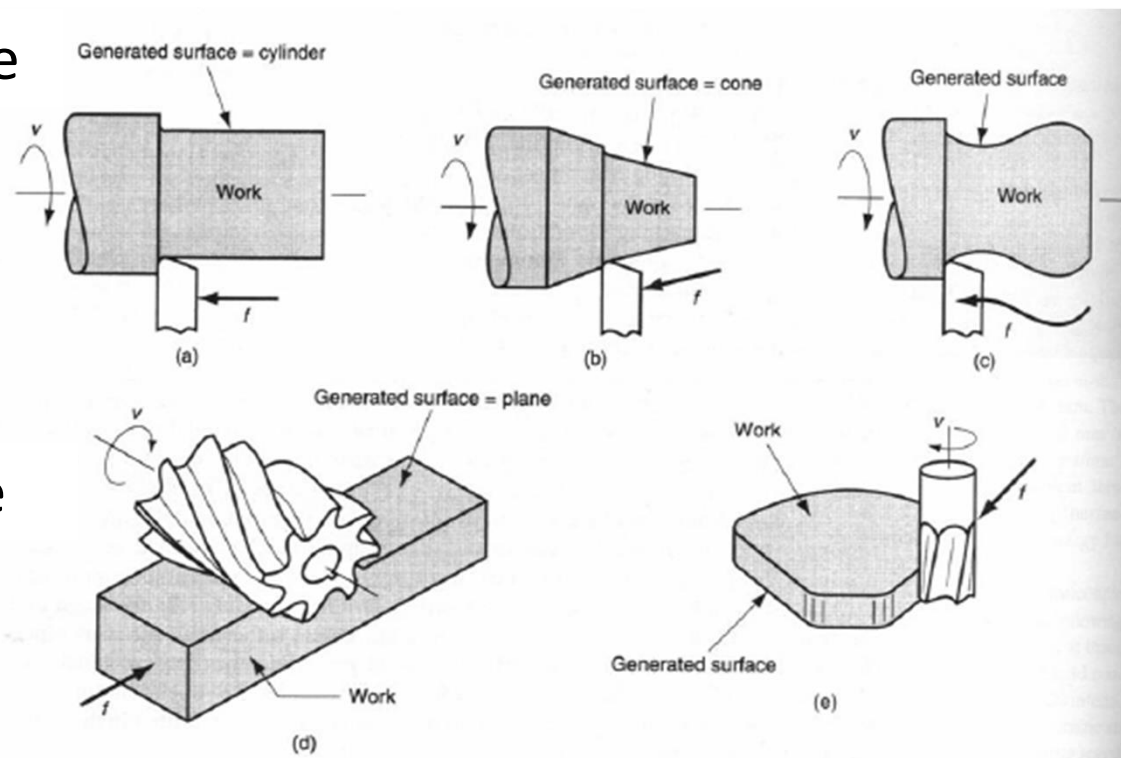 e
Generated surface = cylinder
v
Work
f
(a)
Generated surface = cone
v
Work
f
(b)
Generated surface
v
Work
f
(c)
e
Generated surface = plane
v
f
Work
(d)
Work
v
f
Generated surface
(e)